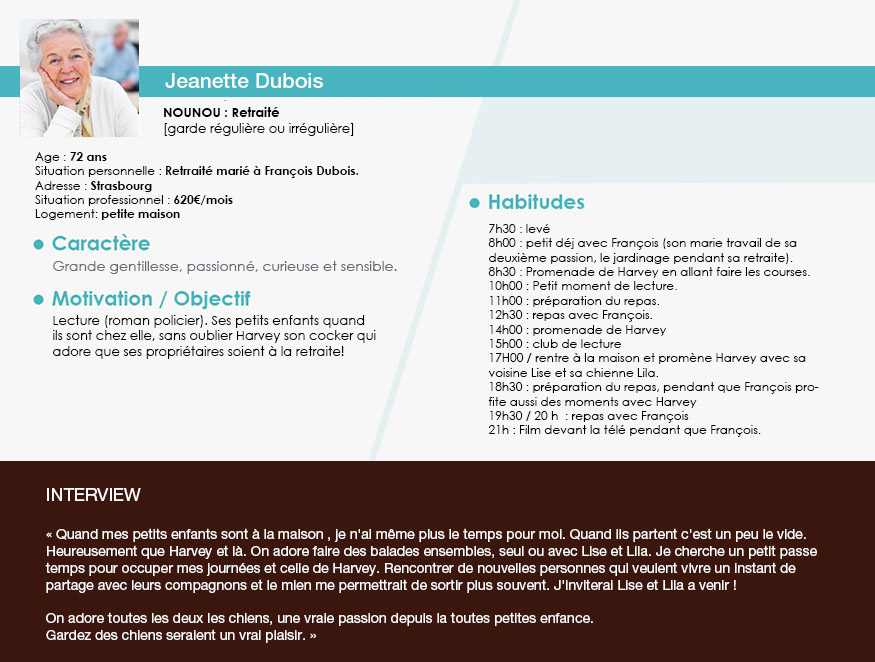 Jeanette Dubois
NOUNOU : Retraité
[garde régulière ou irrégulière]
Age : 72 ans
Situation personnelle : Retrraité marié à François Dubois.
Adresse : Strasbourg
Situation professionnel : 620€/mois
Logement: petite maison
Caractère
Grande gentillesse, passionné, curieuse et sensible.
Motivation / Objectif
Lecture (roman policier). Ses petits enfants quand
ils sont chez elle, sans oublier Harvey son cocker qui
adore que ses propriétaires soient à la retraite!
Habitudes
7h30 : levé
8h00 : petit déj avec François (son marie travail de sa
deuxième passion, le jardinage pendant sa retraite).
8h30 : Promenade de Harvey en allant faire les courses.
10h00 : Petit moment de lecture.
11h00 : préparation du repas.
12h30 : repas avec François.
14h00 : promenade de Harvey
15h00 : club de lecture
17H00 / rentre à la maison et promène Harvey avec sa
voisine Lise et sa chienne Lila.
18h30 : préparation du repas, pendant que François pro-
fite aussi des moments avec Harvey
19h30 / 20 h  : repas avec François
21h : Film devant la télé pendant que François.
INTERVIEW
« Quand mes petits enfants sont à la maison , je n'ai même plus le temps pour moi. Quand ils partent c'est un peu le vide.
Heureusement que Harvey et là. On adore faire des balades ensembles, seul ou avec Lise et Lila. Je cherche un petit passe
temps pour occuper mes journées et celle de Harvey. Rencontrer de nouvelles personnes qui veulent vivre un instant de
partage avec leurs compagnons et le mien me permettrait de sortir plus souvent. J'inviterai Lise et Lila a venir !
On adore toutes les deux les chiens, une vraie passion depuis la toutes petites enfance.
Gardez des chiens seraient un vrai plaisir. »